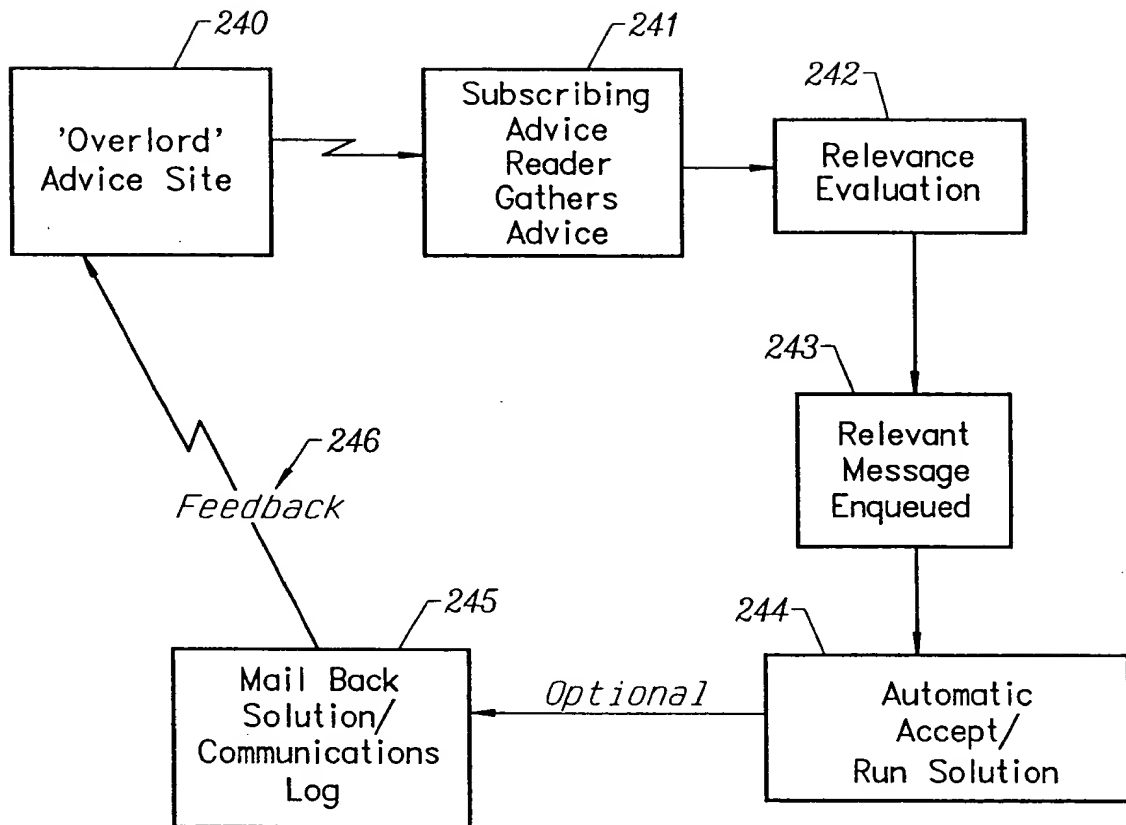 240
'Overlord'
Advice Site
241
Subscribing
Advice
Reader
Gathers
Advice
242
Relevance
Evaluation
243
Relevant
Message
Enqueued
244
Automatic
Accept/
Run Solution
Optional
245
Mail Back
Solution/
Communications
Log
246
Feedback